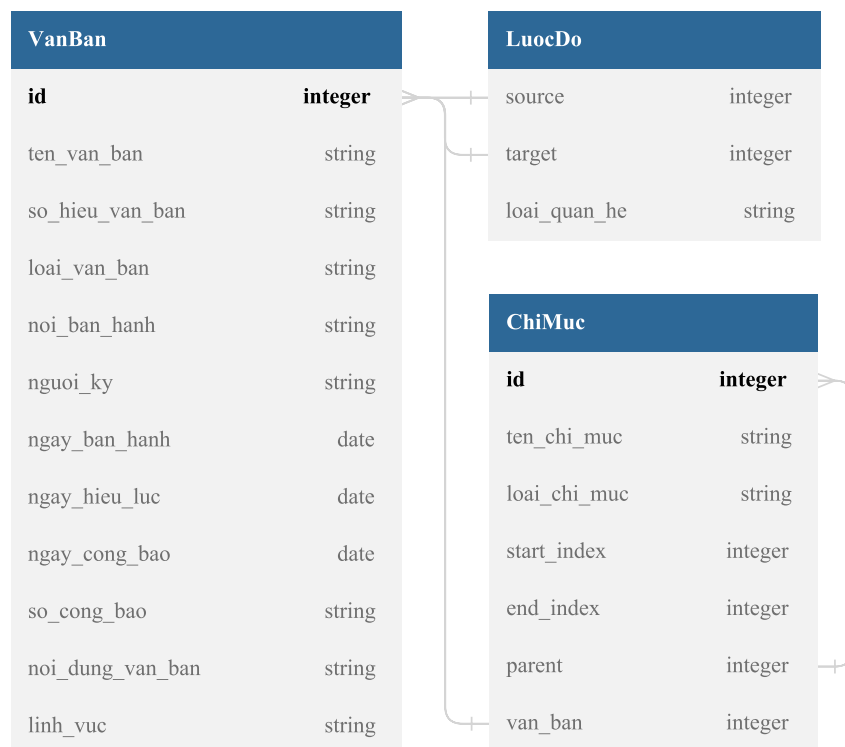 VanBan
id integer
ten_van_ban string
so_hieu_van_ban string
loai_van_ban string
noi_ban_hanh string
nguoi_ky string
ngay_ban_hanh date
ngay_hieu_luc date
ngay_cong_bao date
so_cong_bao string
noi_dung_van_ban string
linh_vuc string
LuocDo
source integer
target integer
loai_quan_he string
ChiMuc
id integer
ten_chi_muc string
loai_chi_muc string
start_index integer
end_index integer
parent integer
van_ban integer